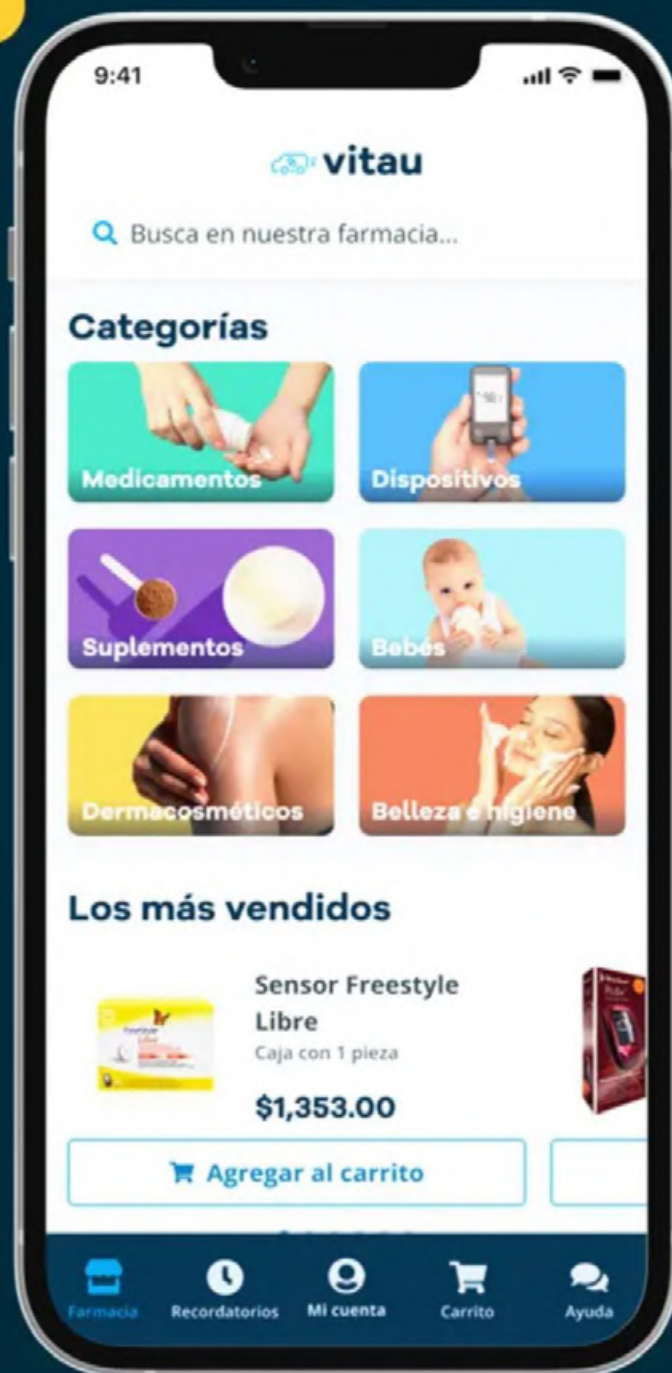 9:41
vitau
Busca en nuestra farmacia...
Categorías
Medicamentos
Dispositivos
Suplementos
Bebés
Dermacosméticos
Belleza e higiene
Los más vendidos
Sensor Freestyle
Libre
Caja con 1 pieza
$1,353.00
Agregar al carrito
Farmacia
Recordatorios
Mi cuenta
Carrito
Ayuda